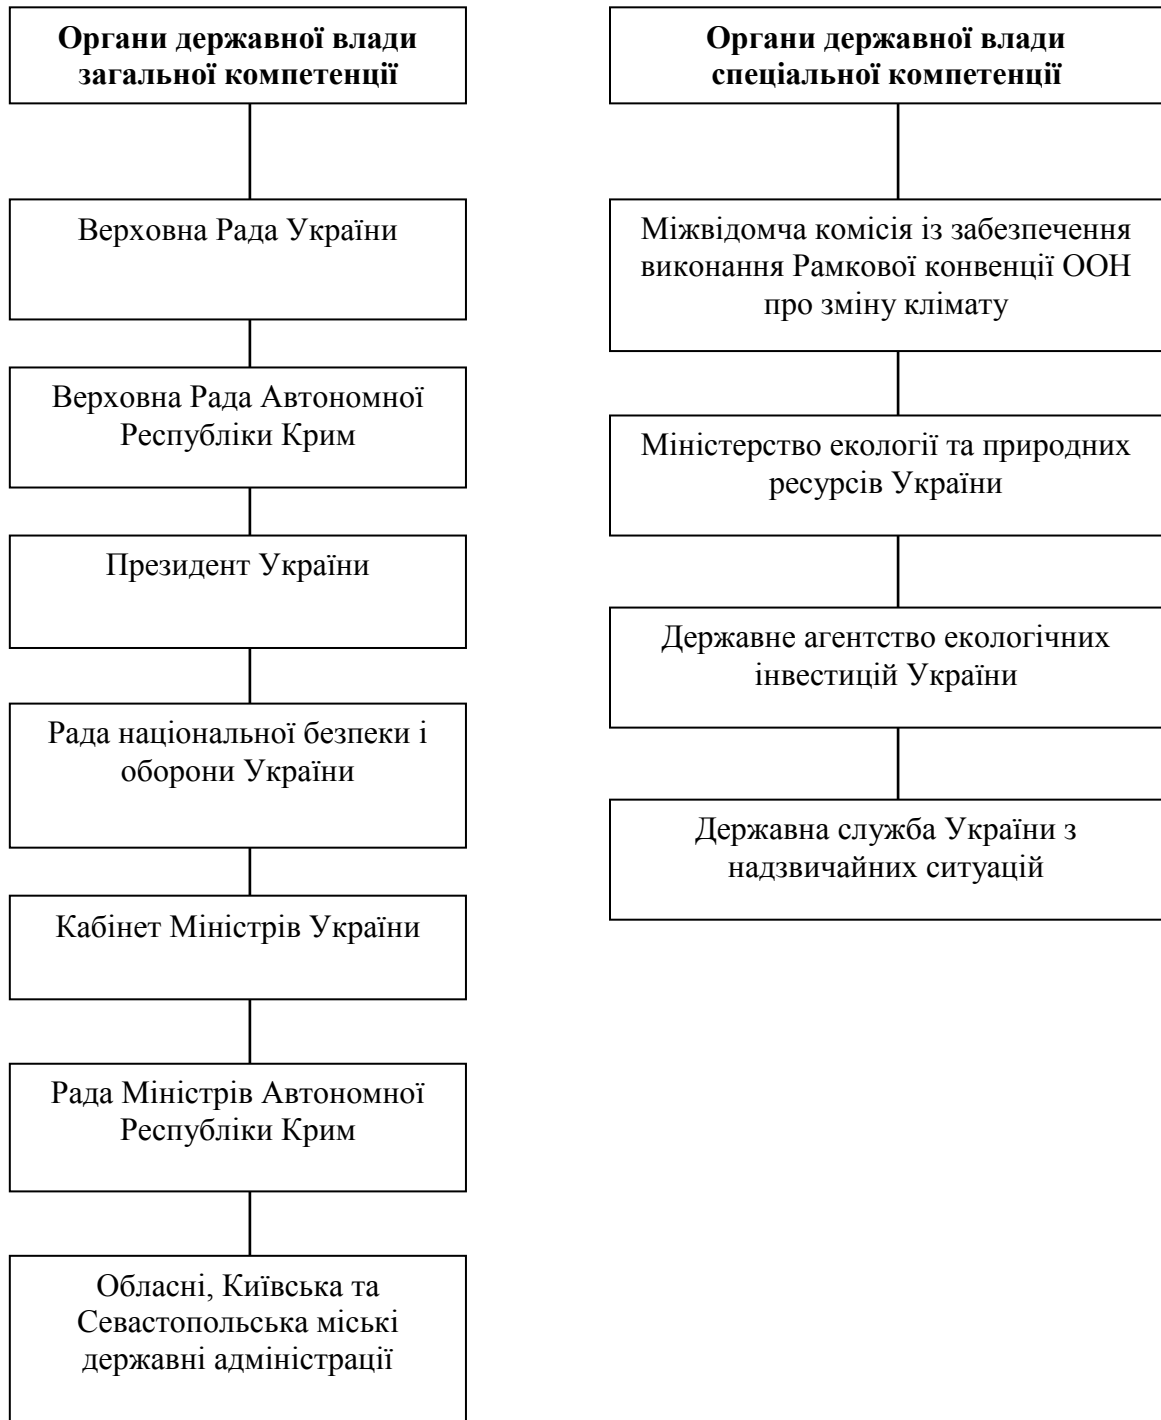 Органи державної влади
загальної компетенції
Верховна Рада України
Верховна Рада Автономної
Республіки Крим
Президент України
Рада національної безпеки і
оборони України
Кабінет Міністрів України
Рада Міністрів Автономної
Республіки Крим
Обласні, Київська та
Севастопольська міські
державні адміністрації
Органи державної влади
спеціальної компетенції
Міжвідомча комісія із забезпечення
виконання Рамкової конвенції ООН
про зміну клімату
Міністерство екології та природних
ресурсів України
Державне агентство екологічних
інвестицій України
Державна служба України з
надзвичайних ситуацій